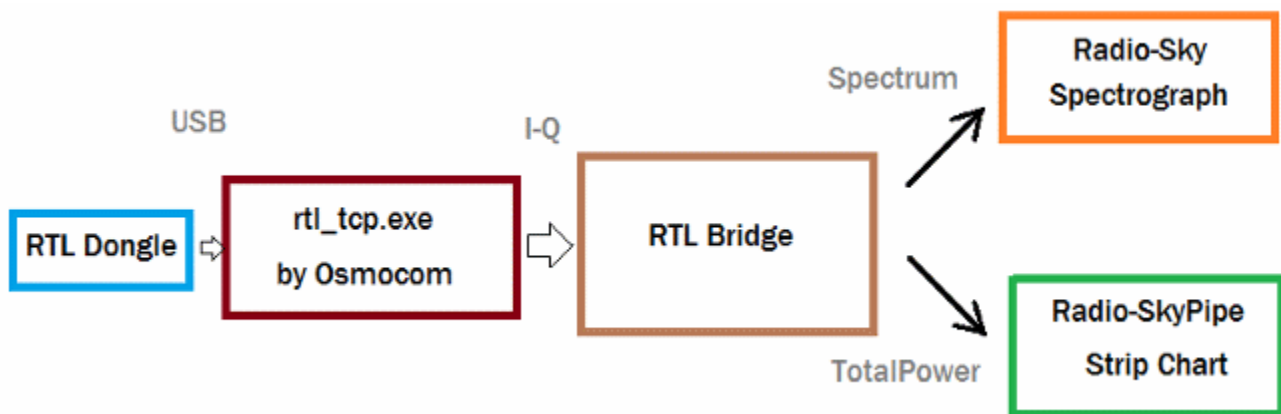 USB
I-Q
Spectrum
Radio-Sky
Spectrograph
RTL Dongle
rtl_tcp.exe
by Osmocom
RTL Bridge
TotalPower
Radio-SkyPipe
Strip Chart